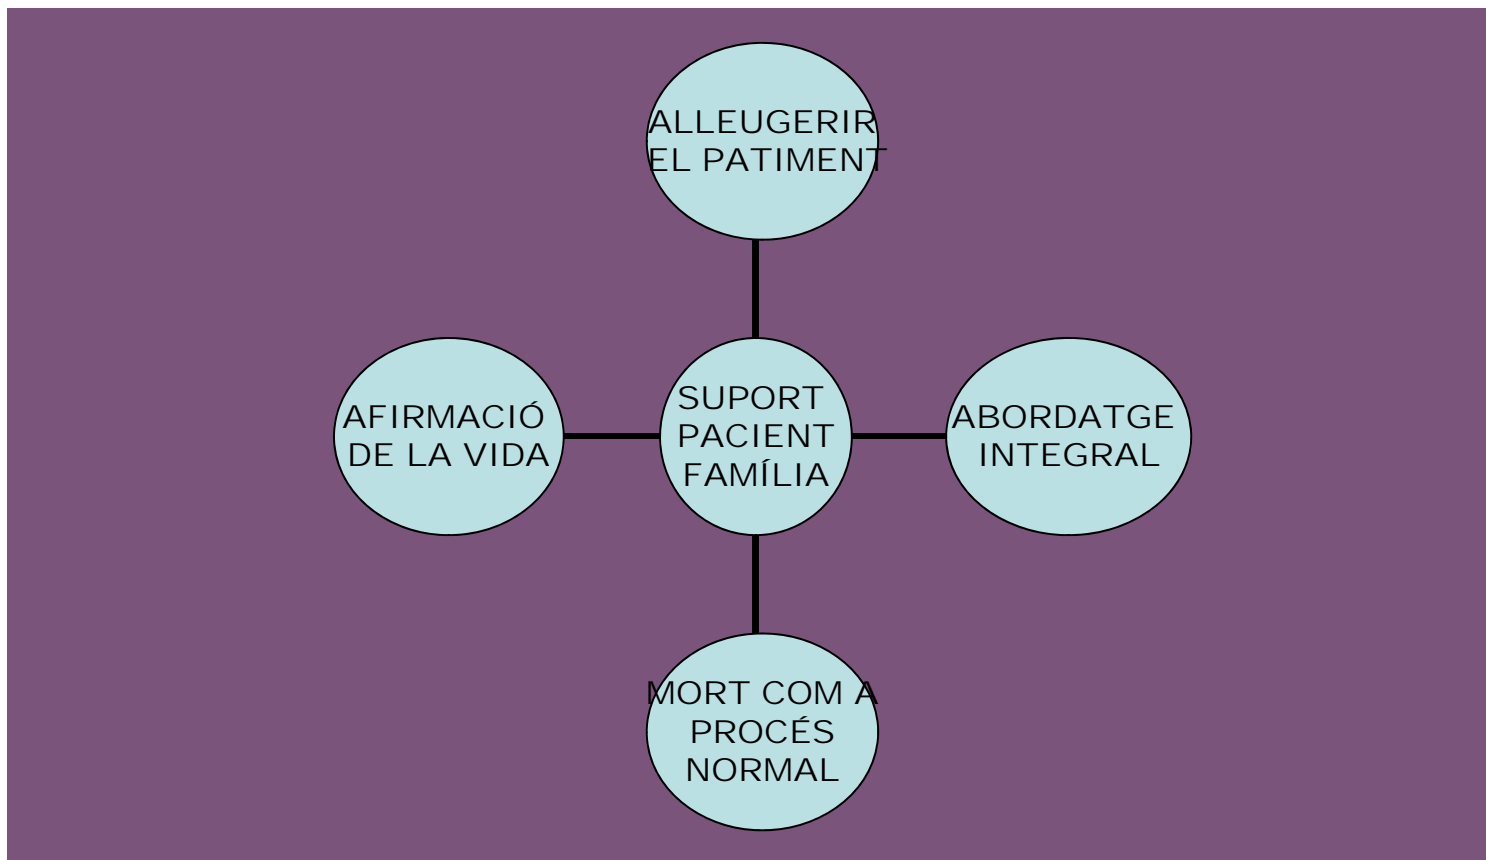 ALLEUGERIR
EL PATIMENT
AFIRMACIÓ
DE LA VIDA
SUPORT
PACIENT
FAMÍLIA
ABORDATGE
INTEGRAL
MORT COM A
PROCÉS
NORMAL